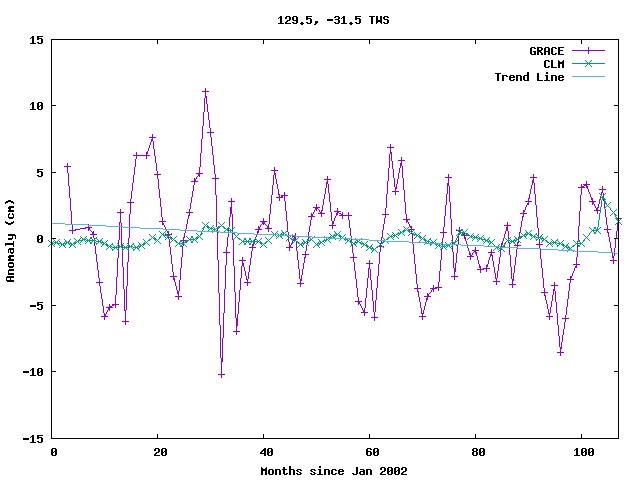 129.5, -31.5 TWS
GRACE
CLM
Trend Line
15
10
5
0
-5
-10
-15
Anomaly (cm)
0 20 40 60 80 100
Months since Jan 2002